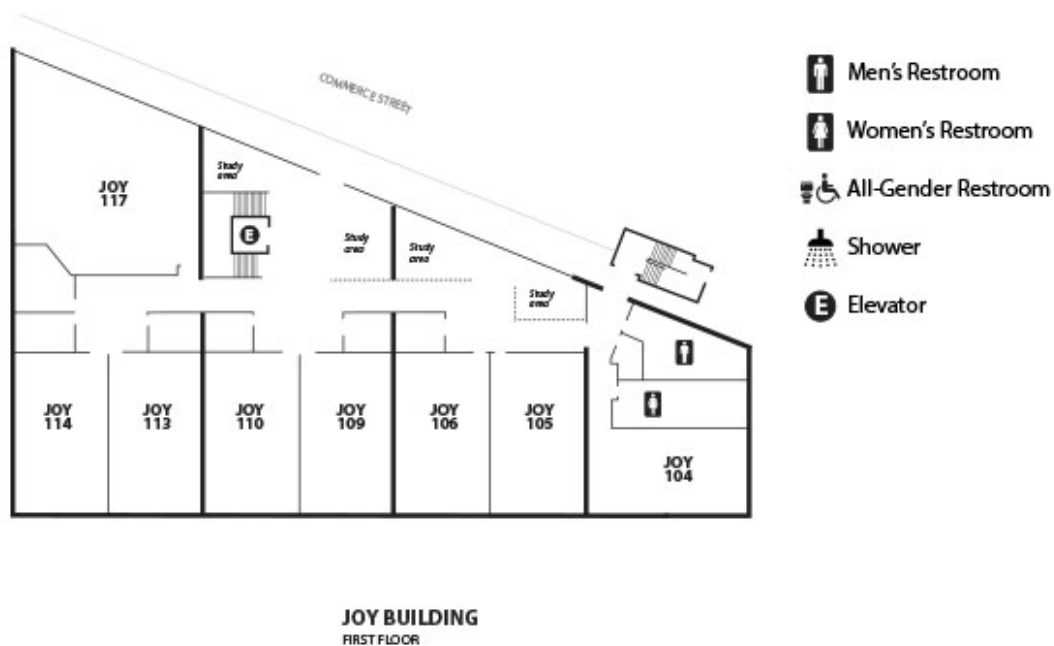 COMMERCE STREET
Men's Restroom
Women's Restroom
All-Gender Restroom
Shower
E
Elevator
Study
area
JOY
117
E
Study
area
Study
area
Study
area
JOY
114
JOY
113
JOY
110
JOY
109
JOY
106
JOY
105
JOY
104
JOY BUILDING
FIRST FLOOR